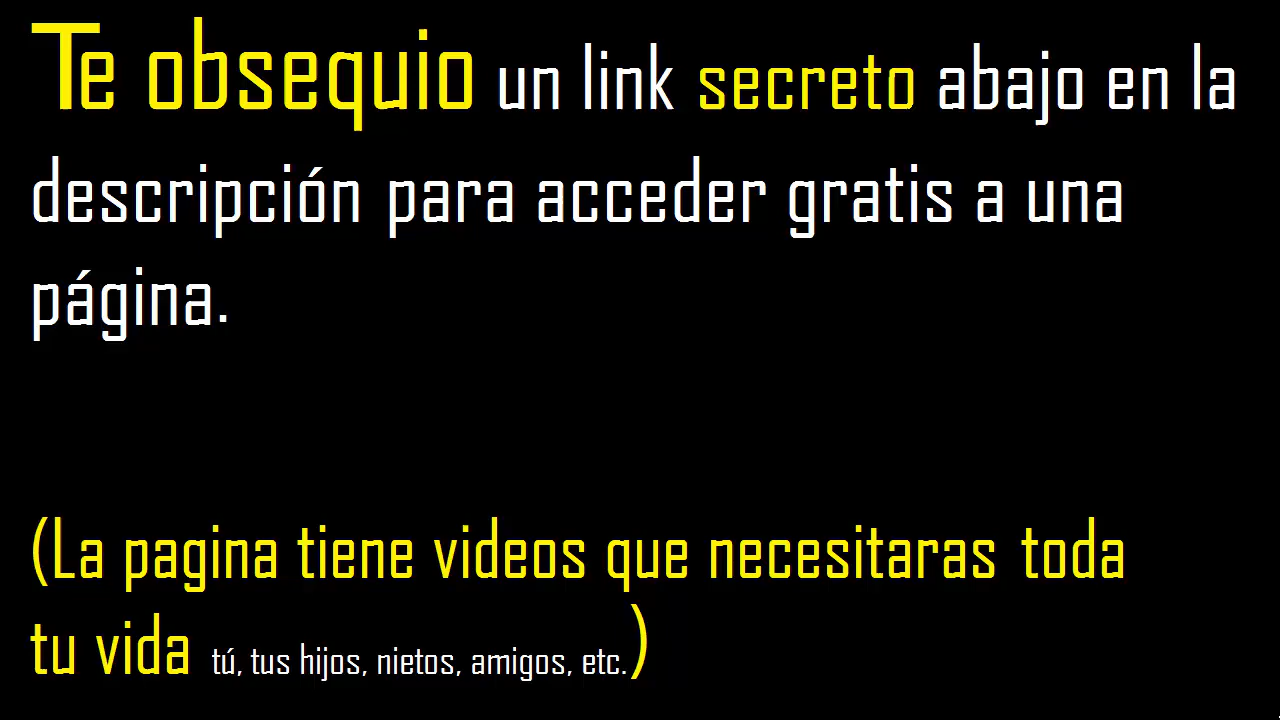 Te obsequio un link secreto abajo en la
descripción para acceder gratis a una
página.
(La pagina tiene videos que necesitaras toda
tu vida tú, tus hijos, nietos, amigos, etc.)